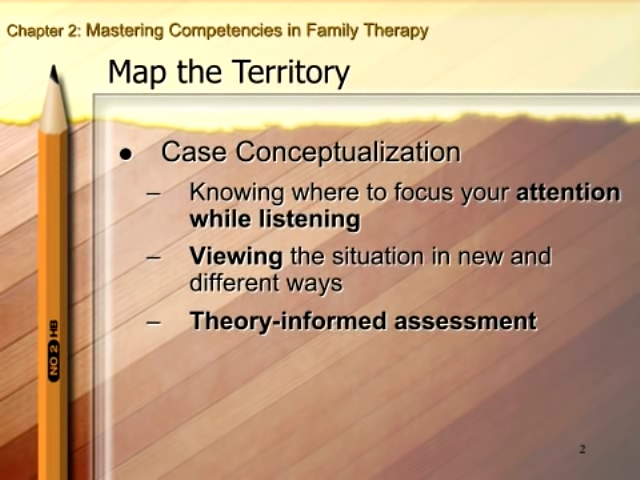 Chapter 2: Mastering Competencies in Family Therapy
Map the Territory
● Case Conceptualization
– Knowing where to focus your attention
while listening
– Viewing the situation in new and
different ways
– Theory-informed assessment
NO 2 HB
2